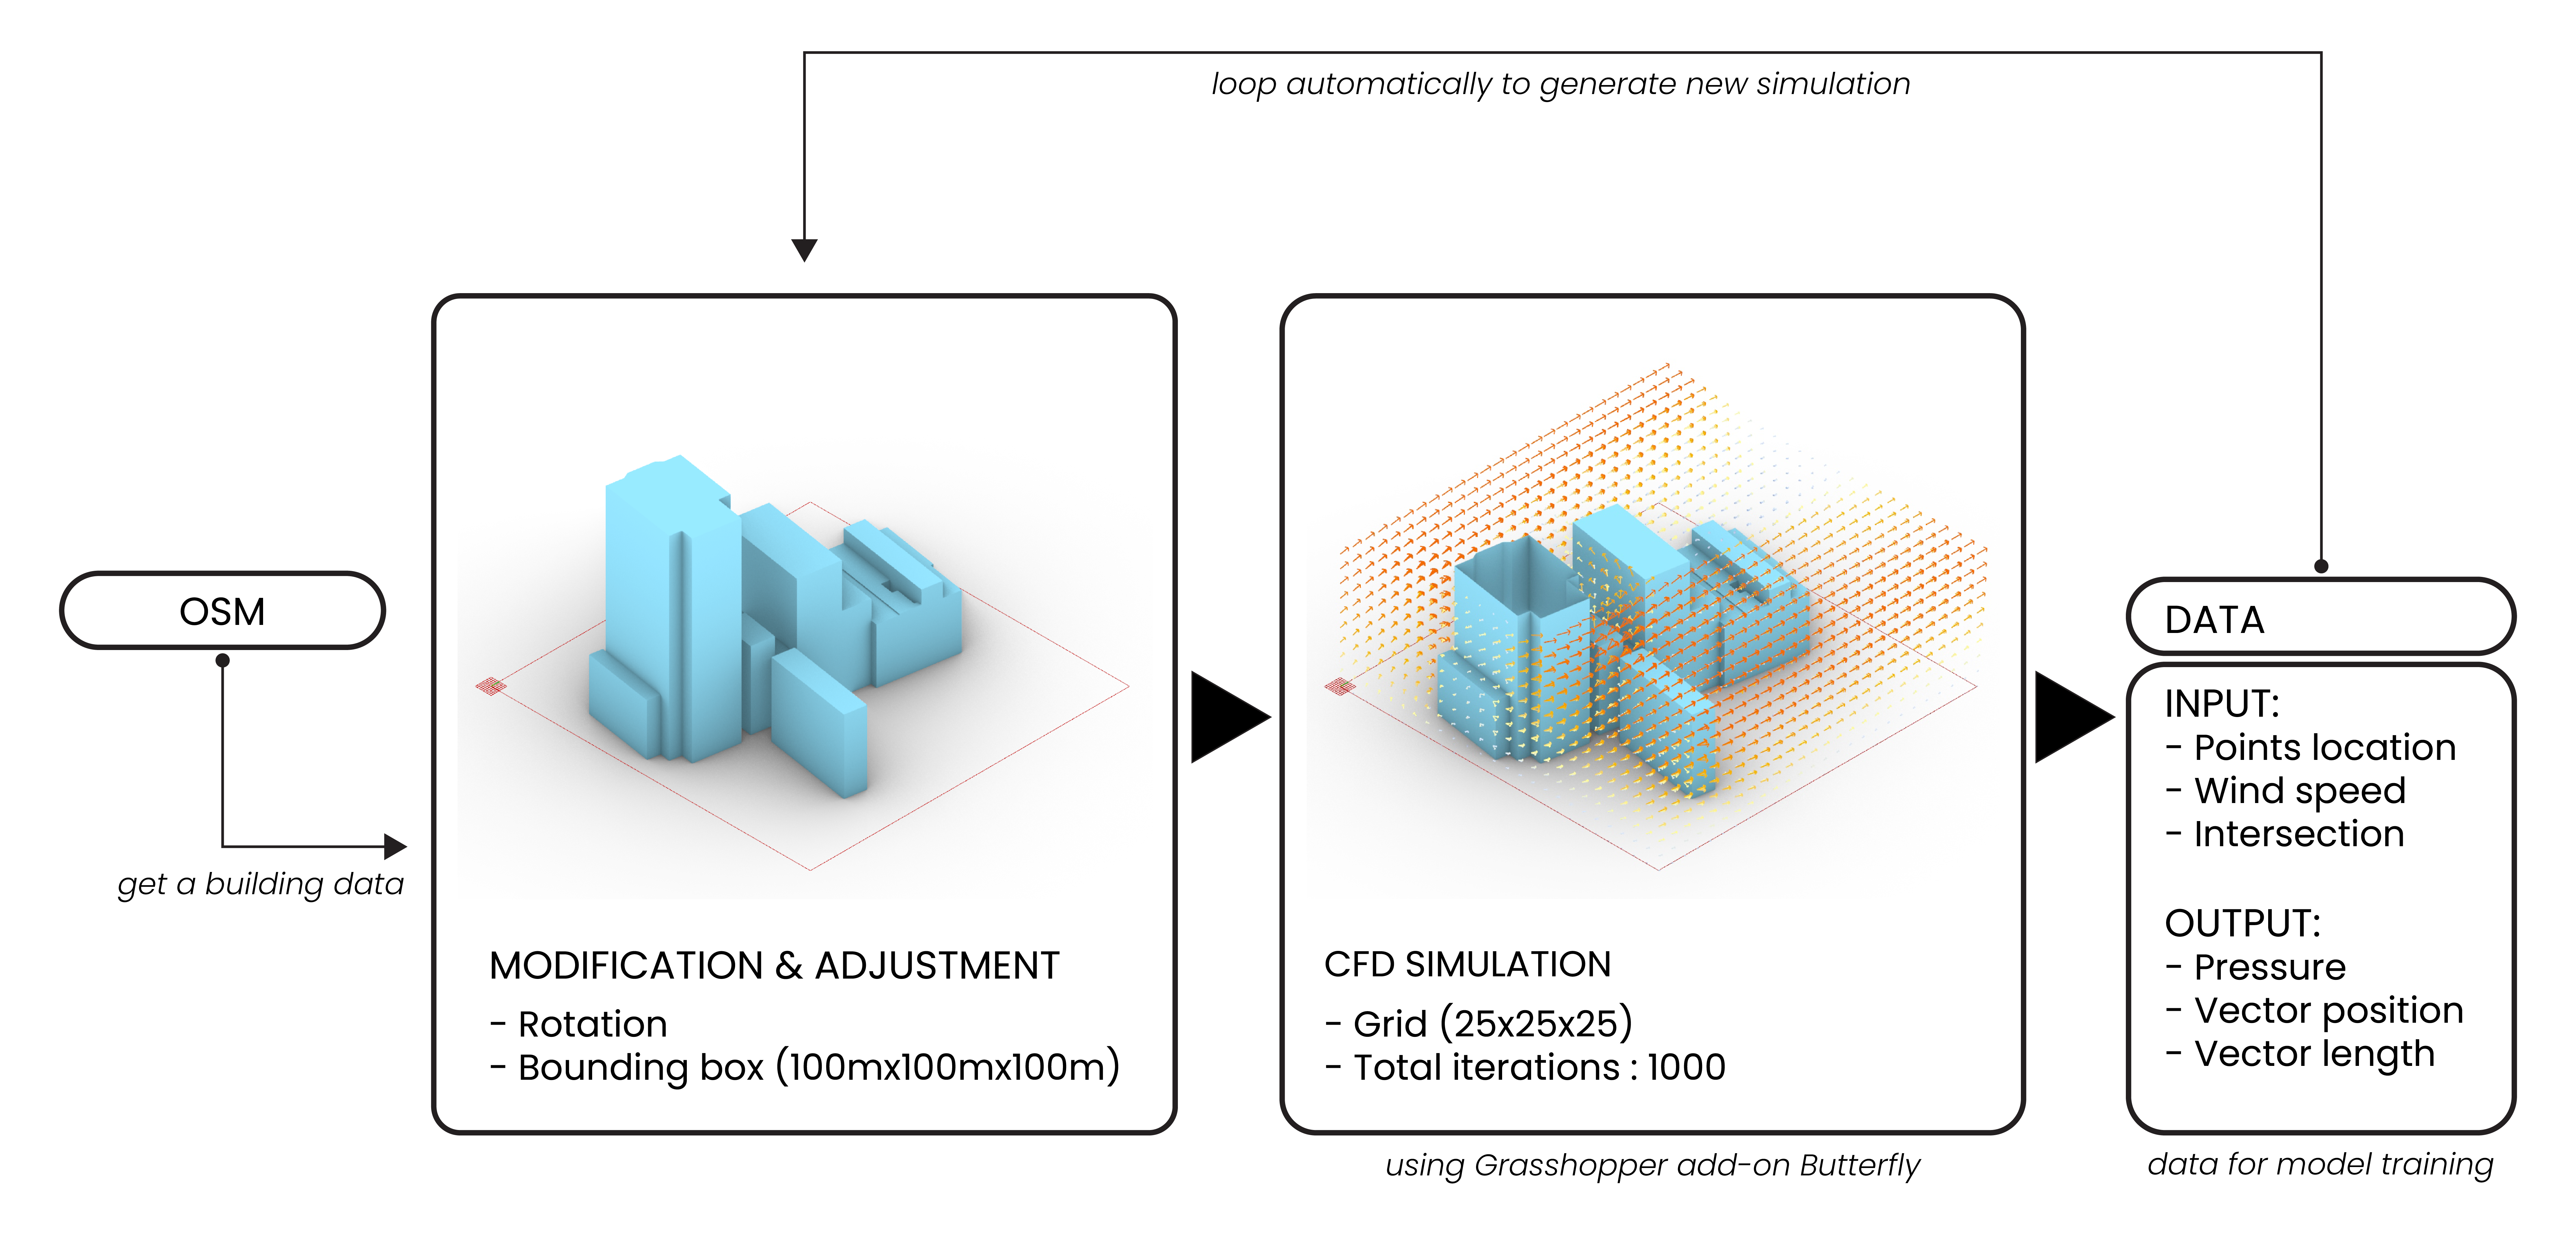 loop automatically to generate new simulation
OSM
get a building data
MODIFICATION & ADJUSTMENT
- Rotation
- Bounding box (100mx100mx100m)
CFD SIMULATION
- Grid (25x25x25)
- Total iterations : 1000
using Grasshopper add-on Butterfly
DATA
INPUT:
- Points location
- Wind speed
- Intersection
OUTPUT:
- Pressure
- Vector position
- Vector length
data for model training